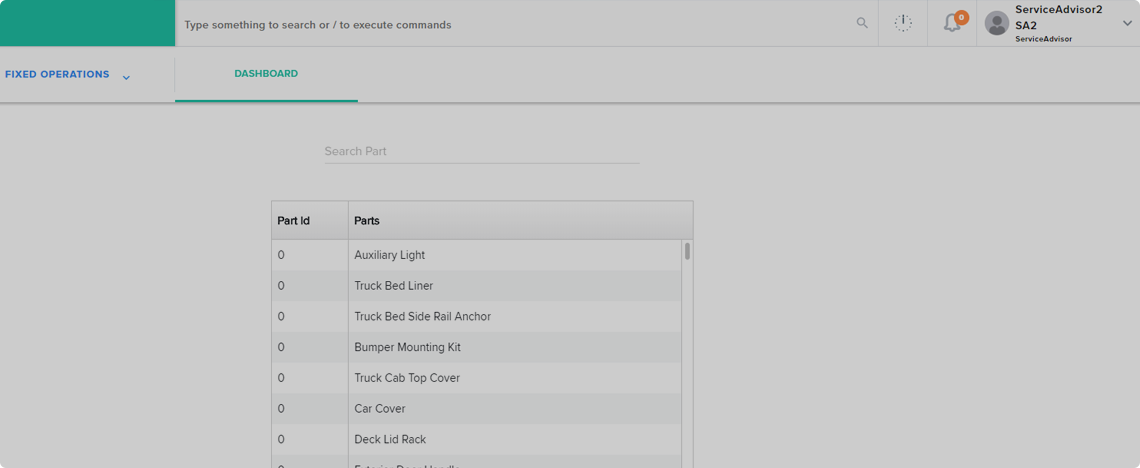 Type something to search or / to execute commands
0
ServiceAdvisor2
SA2
ServiceAdvisor
FIXED OPERATIONS
DASHBOARD
Search Part
Part Id Parts
0 Auxiliary Light
0 Truck Bed Liner
0 Truck Bed Side Rail Anchor
0 Bumper Mounting Kit
0 Truck Cab Top Cover
0 Car Cover
0 Deck Lid Rack